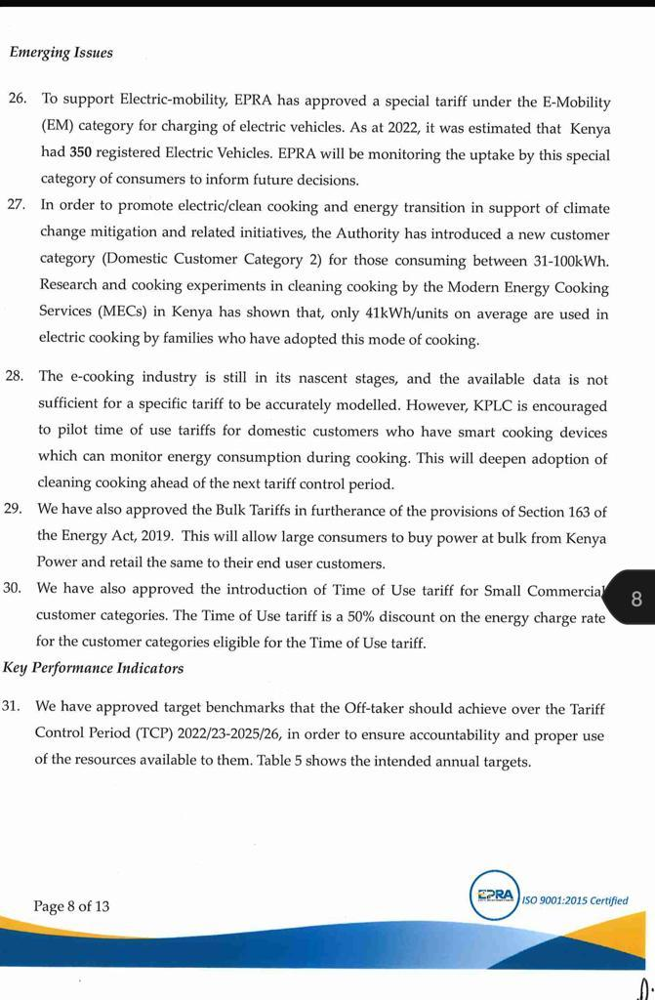 Emerging Issues
26. To support Electric-mobility, EPRA has approved a special tariff under the E-Mobility
(EM) category for charging of electric vehicles. As at 2022, it was estimated that Kenya
had 350 registered Electric Vehicles. EPRA will be monitoring the uptake by this special
category of consumers to inform future decisions.
27. In order to promote electric/clean cooking and energy transition in support of climate
change mitigation and related initiatives, the Authority has introduced a new customer
category (Domestic Customer Category 2) for those consuming between 31-100kWh.
Research and cooking experiments in cleaning cooking by the Modern Energy Cooking
Services (MECs) in Kenya has shown that, only 41kWh/units on average are used in
electric cooking by families who have adopted this mode of cooking.
28. The e-cooking industry is still in its nascent stages, and the available data is not
sufficient for a specific tariff to be accurately modelled. However, KPLC is encouraged
to pilot time of use tariffs for domestic customers who have smart cooking devices
which can monitor energy consumption during cooking. This will deepen adoption of
cleaning cooking ahead of the next tariff control period.
29. We have also approved the Bulk Tariffs in furtherance of the provisions of Section 163 of
the Energy Act, 2019. This will allow large consumers to buy power at bulk from Kenya
Power and retail the same to their end user customers.
30. We have also approved the introduction of Time of Use tariff for Small Commercial
customer categories. The Time of Use tariff is a 50% discount on the energy charge rate
for the customer categories eligible for the Time of Use tariff.
8
Key Performance Indicators
31. We have approved target benchmarks that the Off-taker should achieve over the Tariff
Control Period (TCP) 2022/23-2025/26, in order to ensure accountability and proper use
of the resources available to them. Table 5 shows the intended annual targets.
Page 8 of 13
EPRA
ISO 9001:2015 Certified